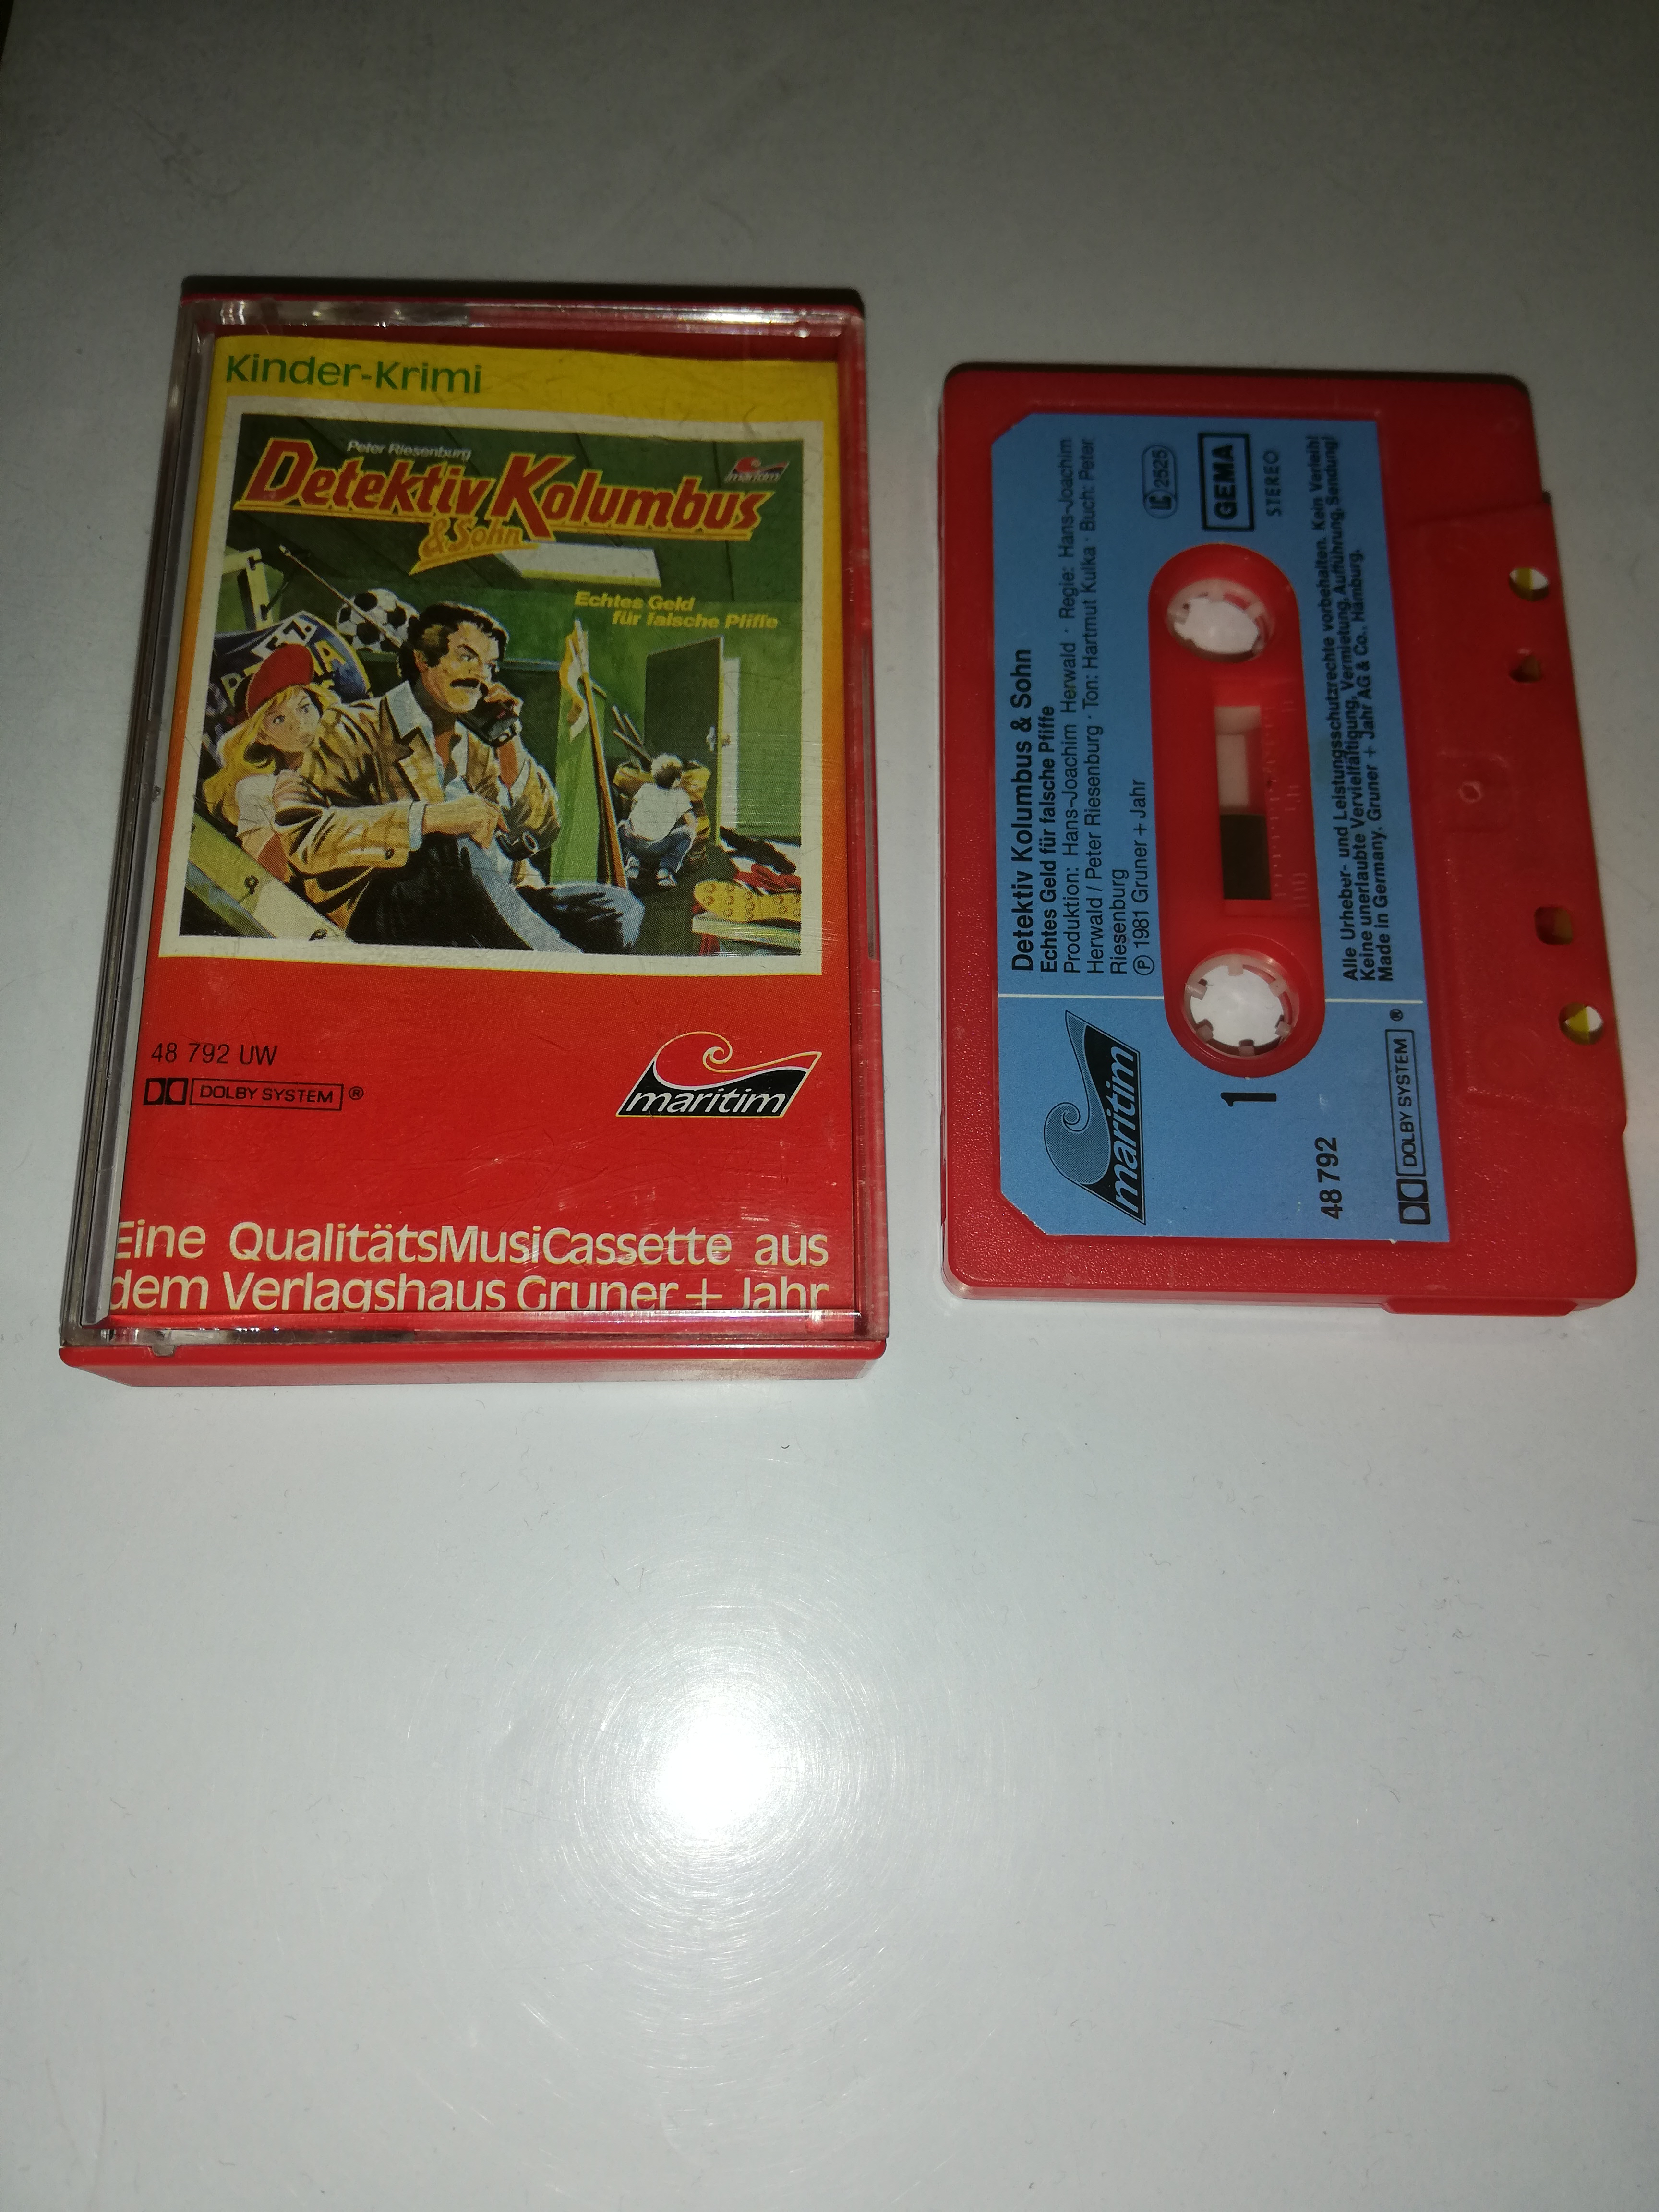 Kinder-Krimi
Peter Riesenburg
maritim
Detektiv Kolumbus
& Sohn
Echtes Geld
für falsche Pfiffe
9
48 792 UW
DOLBY SYSTEM ®
maritim
Eine QualitätsMusiCassette aus
dem Verlagshaus Gruner + Jahr
Detektiv Kolumbus & Sohn
Echtes Geld für falsche Pfiffe
Produktion: Hans-Joachim Herwald · Regie: Hans-Joachim
Herwald / Peter Riesenburg · Ton: Hartmut Kulka · Buch: Peter
Riesenburg
Ⓟ 1981 Gruner + Jahr
LC 2525
GEMA
STEREO
maritim
1
48 792
DOLBY SYSTEM ®
Alle Urheber- und Leistungsschutzrechte vorbehalten. Kein Verleih!
Keine unerlaubte Vervielfältigung, Vermietung, Aufführung, Sendung!
Made in Germany. Gruner + Jahr AG & Co., Hamburg.
100